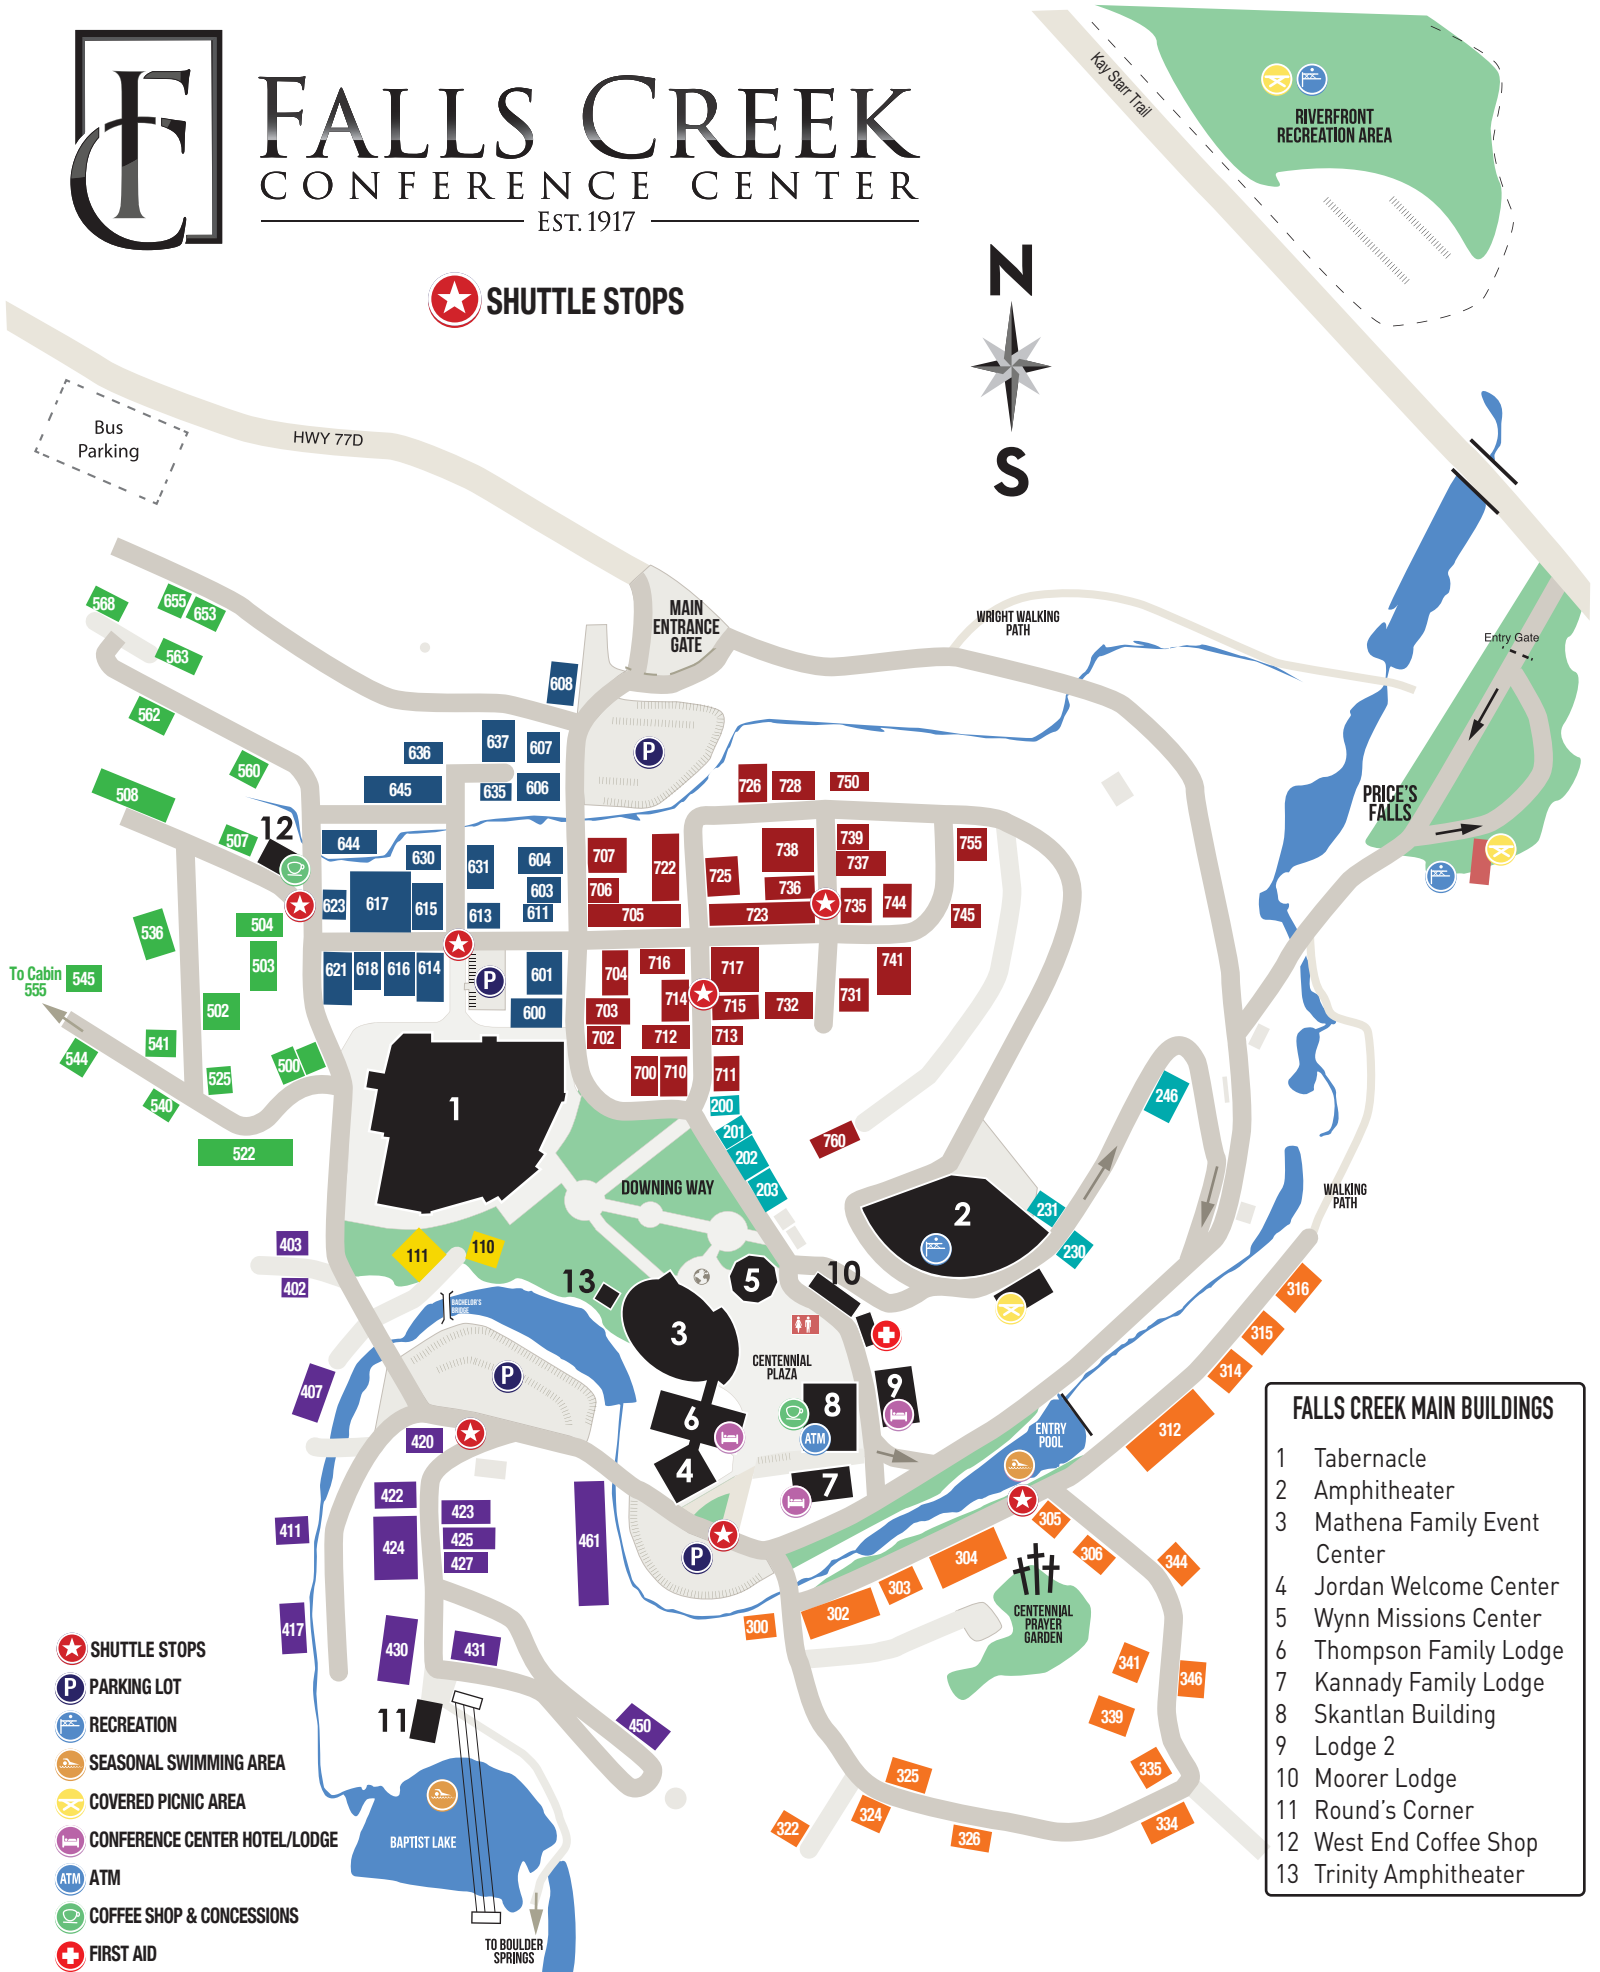 FC
FALLS CREEK
CONFERENCE CENTER
EST. 1917
SHUTTLE STOPS
N
S
Kay Starr Trail
RIVERFRONT
RECREATION AREA
Bus
Parking
HWY 77D
MAIN
ENTRANCE
GATE
WRIGHT WALKING
PATH
Entry Gate
PRICE'S
FALLS
568
655
653
563
562
560
508
507
12
536
504
503
To Cabin
555
545
502
541
544
525
500
540
522
608
636
637
607
645
635
606
P
644
630
631
604
603
623
617
615
613
611
621
618
616
614
P
601
600
726
728
750
707
722
725
738
739
737
755
706
736
705
723
735
744
745
704
716
717
741
714
715
732
731
703
702
712
713
700
710
711
760
200
201
202
203
246
231
230
1
DOWNING WAY
2
WALKING
PATH
403
402
111
110
13
5
10
BACHELOR'S
BRIDGE
3
CENTENNIAL
PLAZA
316
315
314
312
407
P
420
6
4
8
ATM
9
7
ENTRY
POOL
422
423
411
424
425
427
461
P
305
306
304
303
302
300
344
CENTENNIAL
PRAYER
GARDEN
417
430
431
341
346
339
11
450
335
325
324
322
326
334
BAPTIST LAKE
TO BOULDER
SPRINGS
SHUTTLE STOPS
P PARKING LOT
RECREATION
SEASONAL SWIMMING AREA
COVERED PICNIC AREA
CONFERENCE CENTER HOTEL/LODGE
ATM ATM
COFFEE SHOP & CONCESSIONS
FIRST AID
FALLS CREEK MAIN BUILDINGS
1 Tabernacle
2 Amphitheater
3 Mathena Family Event
Center
4 Jordan Welcome Center
5 Wynn Missions Center
6 Thompson Family Lodge
7 Kannady Family Lodge
8 Skantlan Building
9 Lodge 2
10 Moorer Lodge
11 Round's Corner
12 West End Coffee Shop
13 Trinity Amphitheater